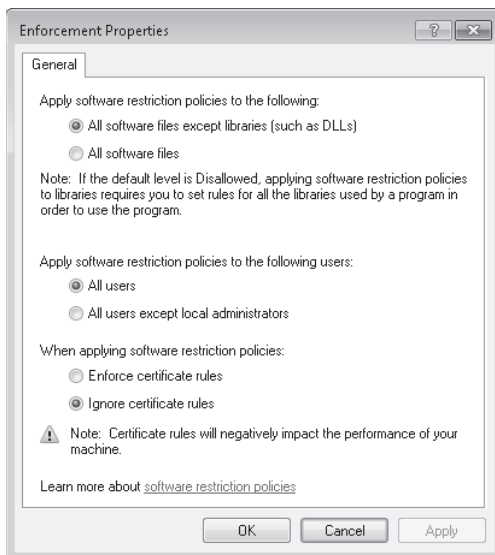 Enforcement Properties
General
Apply software restriction policies to the following:
All software files except libraries (such as DLLs)
All software files
Note: If the default level is Disallowed, applying software restriction policies
to libraries requires you to set rules for all the libraries used by a program in
order to use the program.
Apply software restriction policies to the following users:
All users
All users except local administrators
When applying software restriction policies:
Enforce certificate rules
Ignore certificate rules
Note: Certificate rules will negatively impact the performance of your
machine.
Learn more about software restriction policies
OK Cancel Apply